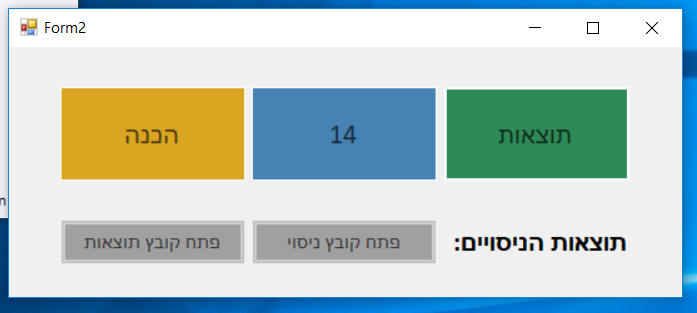 Form2
תוצאות
14
הכנה
תוצאות הניסויים:
פתח קובץ ניסוי
פתח קובץ תוצאות
n